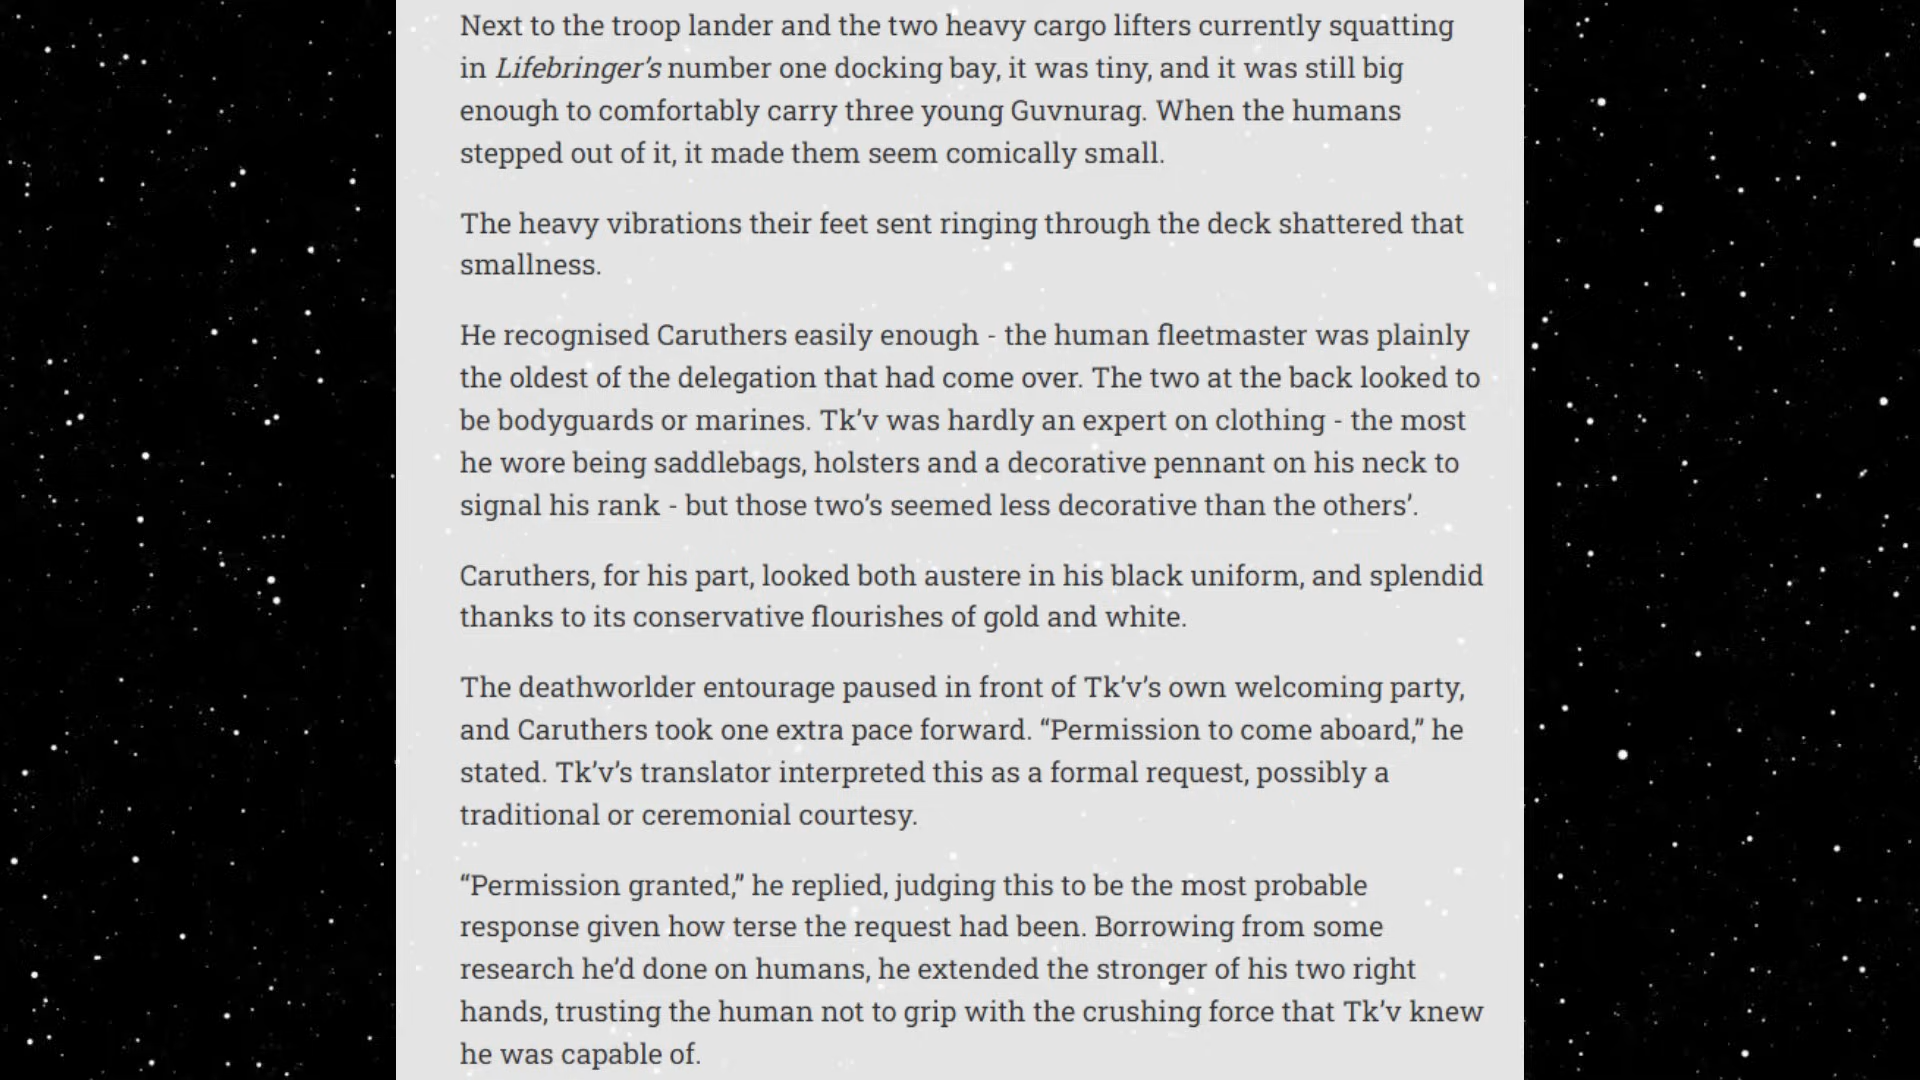 Next to the troop lander and the two heavy cargo lifters currently squatting
in Lifebringer’s number one docking bay, it was tiny, and it was still big
enough to comfortably carry three young Guvnurag. When the humans
stepped out of it, it made them seem comically small.
The heavy vibrations their feet sent ringing through the deck shattered that
smallness.
He recognised Caruthers easily enough - the human fleetmaster was plainly
the oldest of the delegation that had come over. The two at the back looked to
be bodyguards or marines. Tk’v was hardly an expert on clothing - the most
he wore being saddlebags, holsters and a decorative pennant on his neck to
signal his rank - but those two’s seemed less decorative than the others’.
Caruthers, for his part, looked both austere in his black uniform, and splendid
thanks to its conservative flourishes of gold and white.
The deathworlder entourage paused in front of Tk’v’s own welcoming party,
and Caruthers took one extra pace forward. “Permission to come aboard,” he
stated. Tk’v’s translator interpreted this as a formal request, possibly a
traditional or ceremonial courtesy.
“Permission granted,” he replied, judging this to be the most probable
response given how terse the request had been. Borrowing from some
research he’d done on humans, he extended the stronger of his two right
hands, trusting the human not to grip with the crushing force that Tk’v knew
he was capable of.